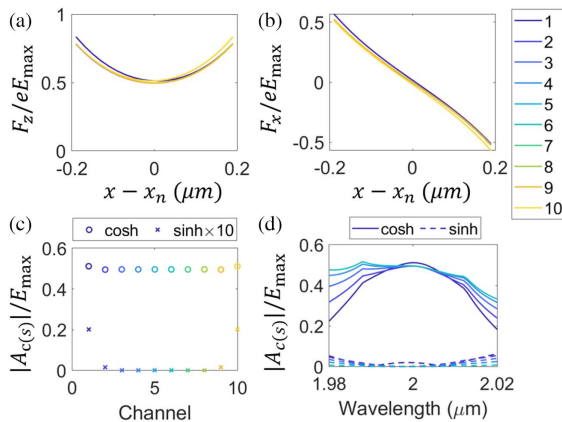 (a)
1
0.5
0
-0.2
0
0.2
F_z/eE_max
x − x_n (μm)
(b)
0.5
0
-0.5
-0.2
0
0.2
F_x/eE_max
x − x_n (μm)
1
2
3
4
5
6
7
8
9
10
(c)
cosh
sinh×10
0.6
0.4
0.2
0
0
5
10
|A_c(s)|/E_max
Channel
(d)
cosh
sinh
0.6
0.4
0.2
0
1.98
2
2.02
|A_c(s)|/E_max
Wavelength (μm)